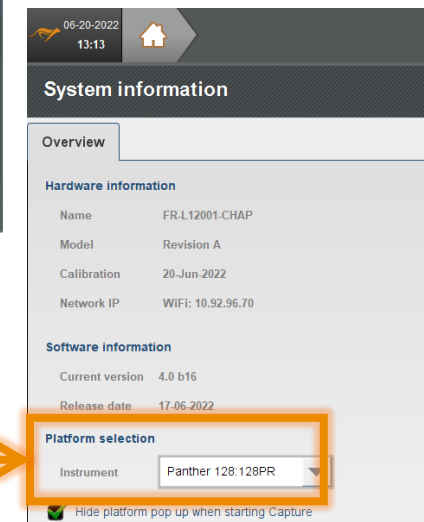 06-20-2022
13:13
System information
Overview
Hardware information
Name FR-L12001-CHAP
Model Revision A
Calibration 20-Jun-2022
Network IP WiFi: 10.92.96.70
Software information
Current version 4.0 b16
Release date 17-06-2022
Platform selection
Instrument Panther 128:128PR
Hide platform pop up when starting Capture